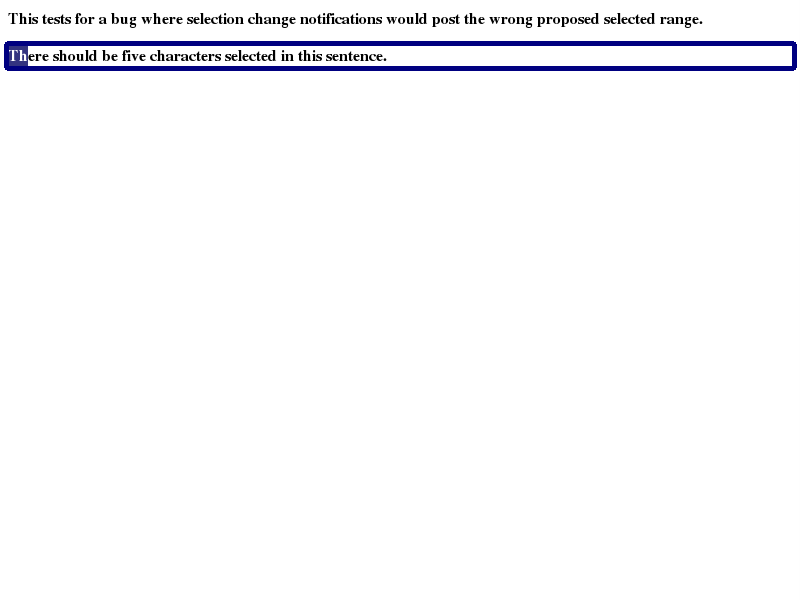 This tests for a bug where selection change notifications would post the wrong proposed selected range.
There should be five characters selected in this sentence.